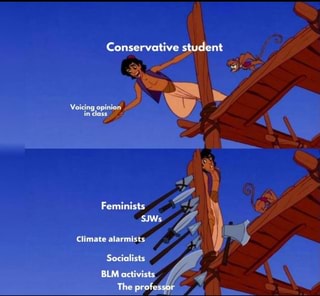 Conservative student
Voicing opinion
in class
Feminists
SJWs
Climate alarmists
Socialists
BLM activists
The professor